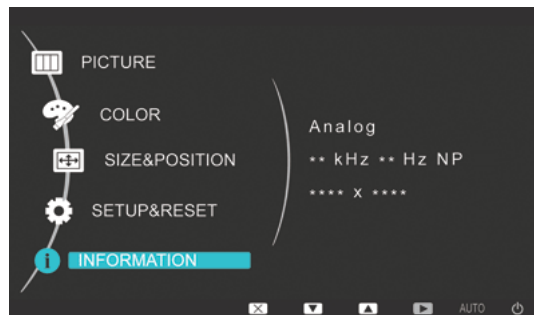 PICTURE
COLOR
SIZE&POSITION
SETUP&RESET
INFORMATION
Analog
** kHz ** Hz NP
**** x ****
AUTO